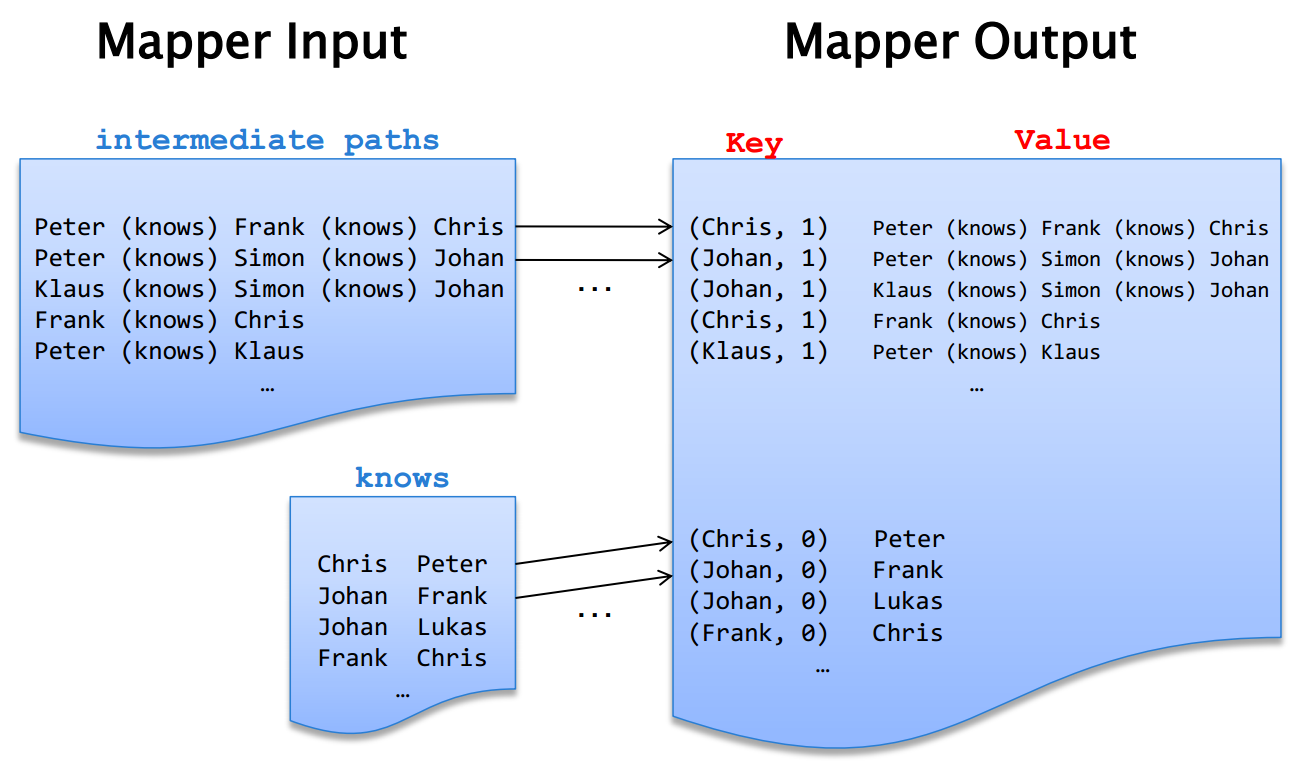 Mapper Input
Mapper Output
intermediate paths
Peter (knows) Frank (knows) Chris
Peter (knows) Simon (knows) Johan
Klaus (knows) Simon (knows) Johan
Frank (knows) Chris
Peter (knows) Klaus
…
...
knows
Chris Peter
Johan Frank
Johan Lukas
Frank Chris
…
...
Key Value
(Chris, 1) Peter (knows) Frank (knows) Chris
(Johan, 1) Peter (knows) Simon (knows) Johan
(Johan, 1) Klaus (knows) Simon (knows) Johan
(Chris, 1) Frank (knows) Chris
(Klaus, 1) Peter (knows) Klaus
…
(Chris, 0) Peter
(Johan, 0) Frank
(Johan, 0) Lukas
(Frank, 0) Chris
…